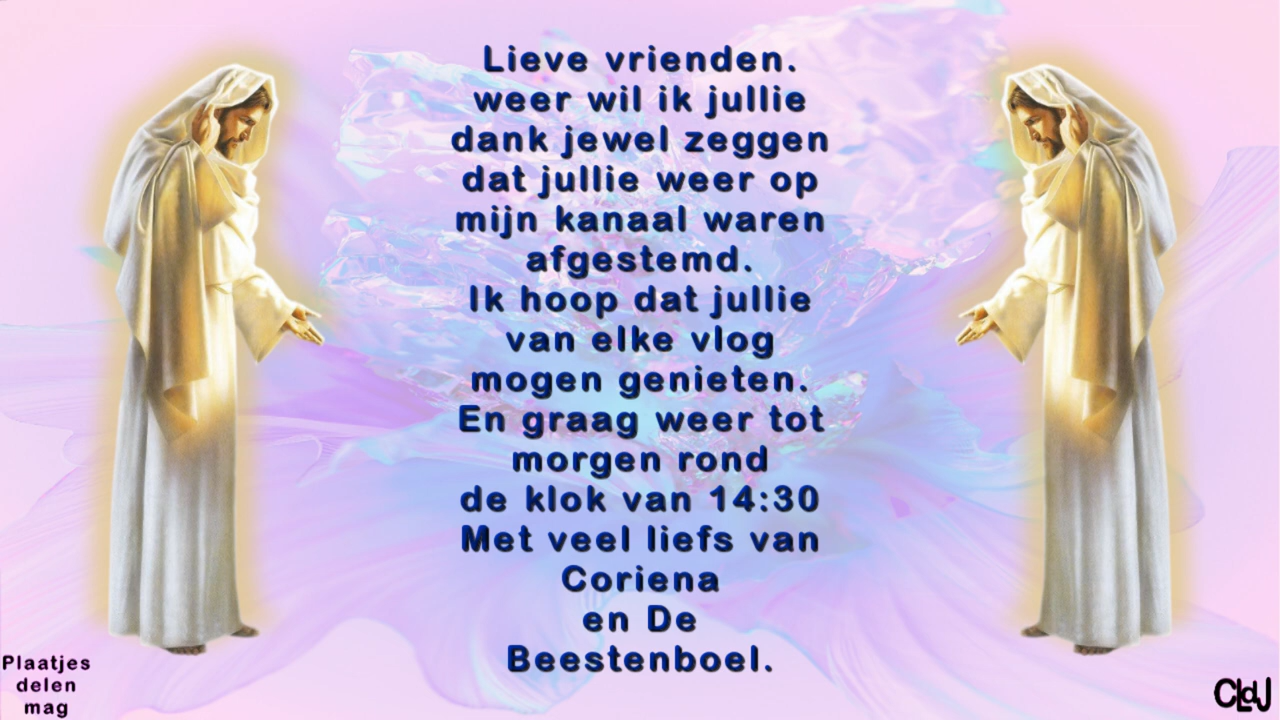 Lieve vrienden.
weer wil ik jullie
dank jewel zeggen
dat jullie weer op
mijn kanaal waren
afgestemd.
Ik hoop dat jullie
van elke vlog
mogen genieten.
En graag weer tot
morgen rond
de klok van 14:30
Met veel liefs van
Coriena
en De
Beestenboel.
Plaatjes
delen
mag
CLdJ